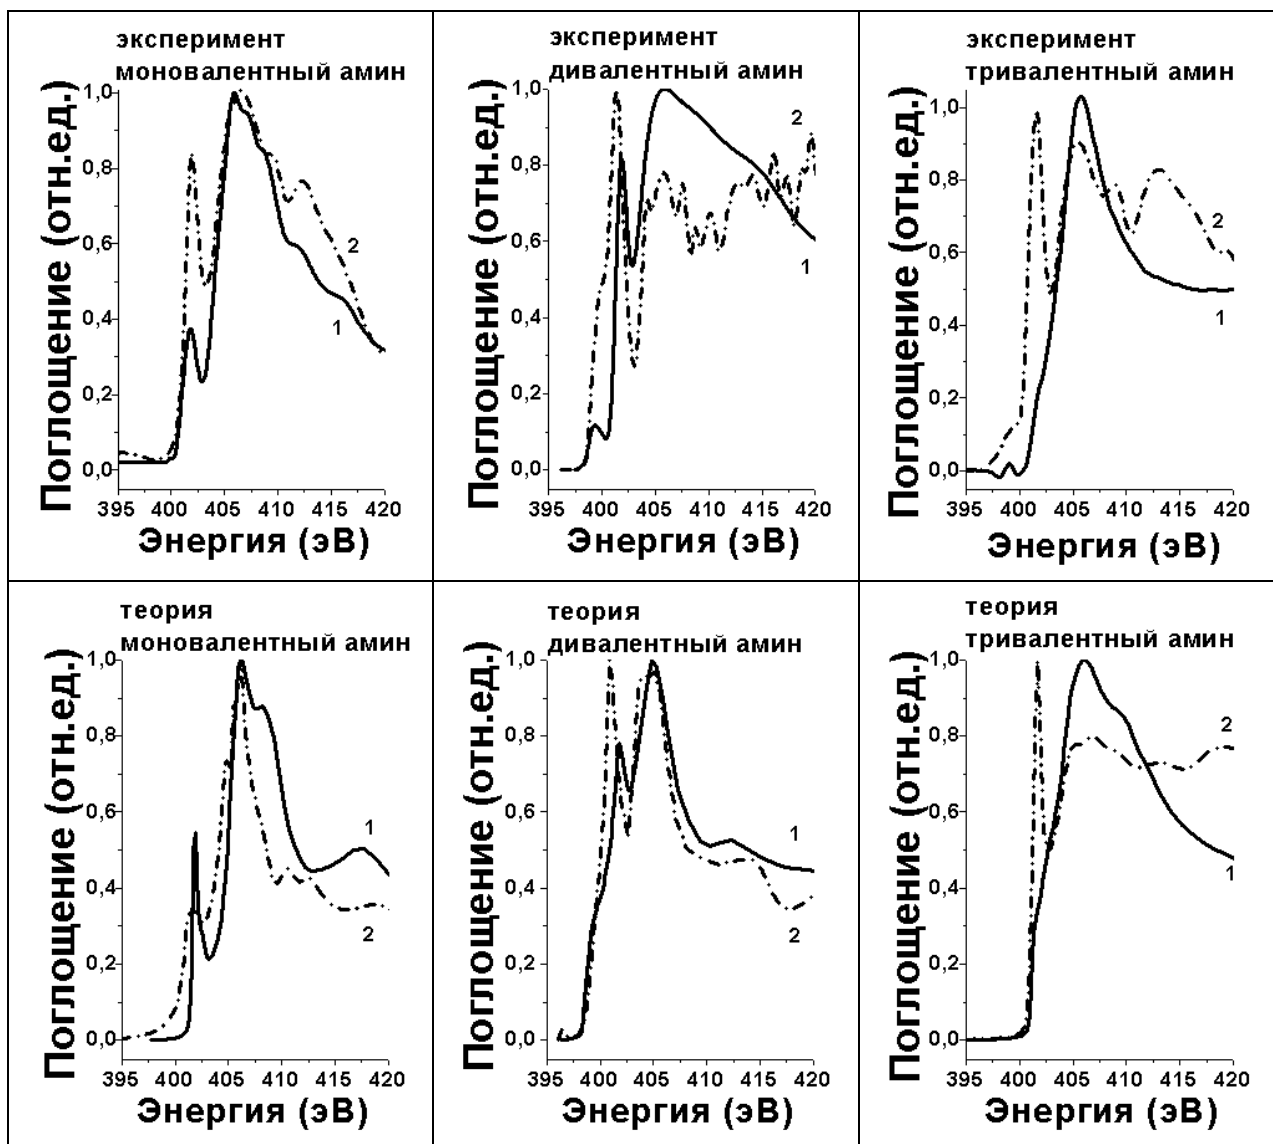 эксперимент
моновалентный амин
Поглощение (отн.ед.)
1,0
0,8
0,6
0,4
0,2
0,0
2
1
395 400 405 410 415 420
Энергия (эВ)
эксперимент
дивалентный амин
Поглощение (отн.ед.)
1,0
0,8
0,6
0,4
0,2
0,0
2
1
395 400 405 410 415 420
Энергия (эВ)
эксперимент
тривалентный амин
Поглощение (отн.ед.)
1,0
0,8
0,6
0,4
0,2
0,0
2
1
395 400 405 410 415 420
Энергия (эВ)
теория
моновалентный амин
Поглощение (отн.ед.)
1,0
0,8
0,6
0,4
0,2
0,0
1
2
395 400 405 410 415 420
Энергия (эВ)
теория
дивалентный амин
Поглощение (отн.ед.)
1,0
0,8
0,6
0,4
0,2
0,0
1
2
395 400 405 410 415 420
Энергия (эВ)
теория
тривалентный амин
Поглощение (отн.ед.)
1,0
0,8
0,6
0,4
0,2
0,0
2
1
395 400 405 410 415 420
Энергия (эВ)